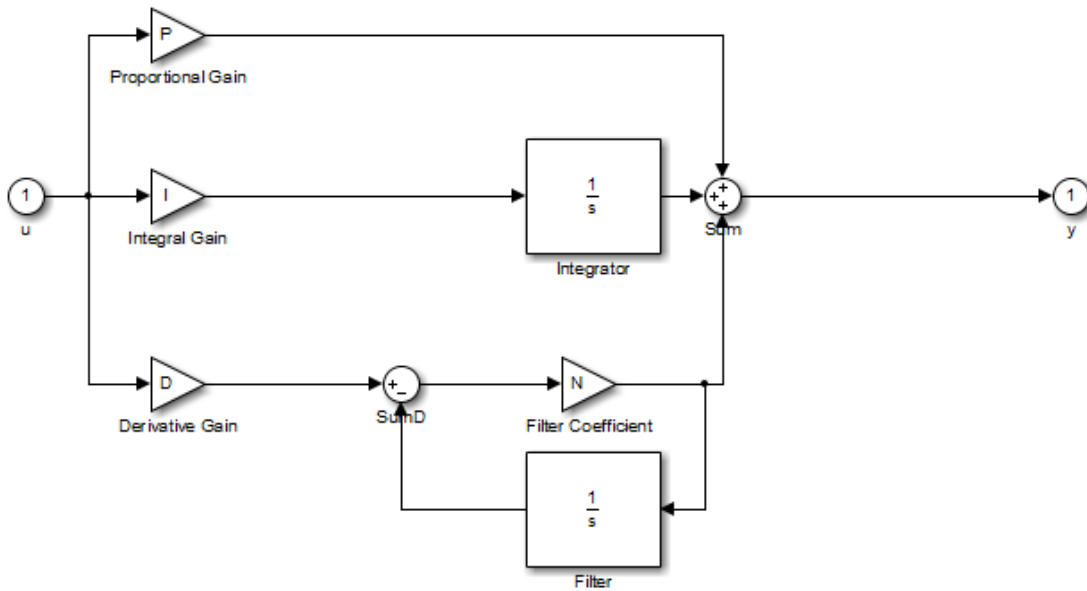 P
Proportional Gain
1
u
I
Integral Gain
1
s
Integrator
+
+
+
Sum
1
y
D
Derivative Gain
+
−
SumD
N
Filter Coefficient
1
s
Filter